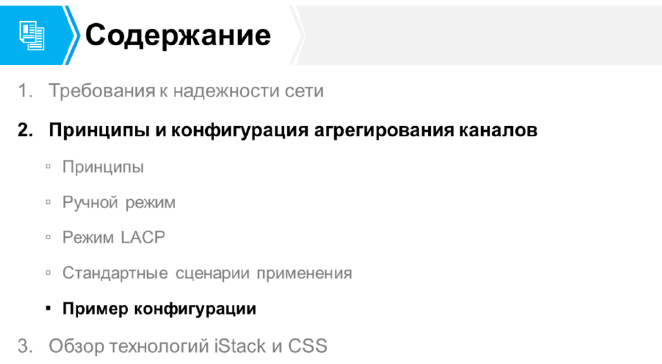 Содержание
1. Требования к надежности сети
2. Принципы и конфигурация агрегирования каналов
▫ Принципы
▫ Ручной режим
▫ Режим LACP
▫ Стандартные сценарии применения
▪ Пример конфигурации
3. Обзор технологий iStack и CSS